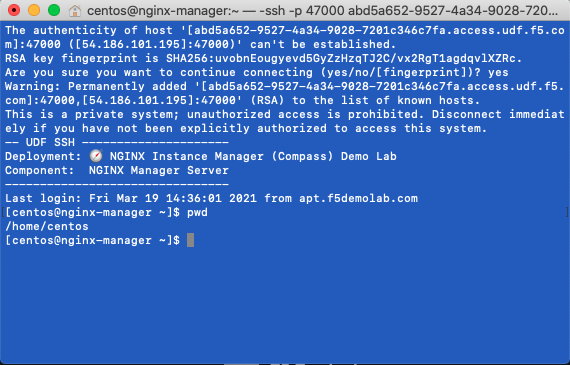 centos@nginx-manager:~ — -ssh -p 47000 abd5a652-9527-4a34-9028-720...
The authenticity of host '[abd5a652-9527-4a34-9028-7201c346c7fa.access.udf.f5.co
m]:47000 ([54.186.101.195]:47000)' can't be established.
RSA key fingerprint is SHA256:uvobnEougyevd5GyZzHzqTJ2C/vx2RgT1agdqvlXZRc.
Are you sure you want to continue connecting (yes/no/[fingerprint])? yes
Warning: Permanently added '[abd5a652-9527-4a34-9028-7201c346c7fa.access.udf.f5.
com]:47000,[54.186.101.195]:47000' (RSA) to the list of known hosts.
This is a private system; unauthorized access is prohibited. Disconnect immediat
ely if you have not been explicitly authorized to access this system.
-- UDF SSH ---------------------
Deployment: 🧭 NGINX Instance Manager (Compass) Demo Lab
Component:  NGINX Manager Server
--------------------------------
Last login: Fri Mar 19 14:36:01 2021 from apt.f5demolab.com
[[centos@nginx-manager ~]$ pwd ]
/home/centos
[centos@nginx-manager ~]$